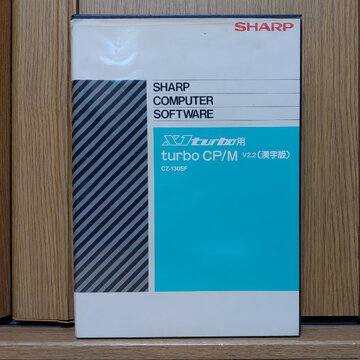 SHARP
SHARP
COMPUTER
SOFTWARE
X1turbo用
turbo CP/M V2.2(漢字版)
CZ-130SF